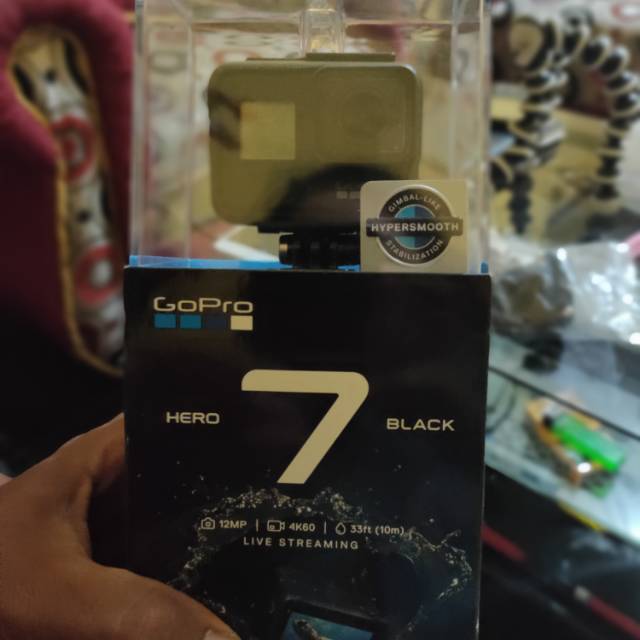 GIMBAL-LIKE
HYPERSMOOTH
STABILIZATION
GoPro
7
HERO BLACK
12MP | 4K60 | 33ft (10m)
LIVE STREAMING